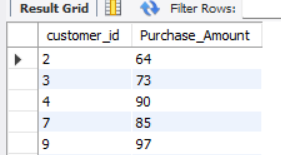 Result Grid Filter Rows:
customer_id Purchase_Amount
2 64
3 73
4 90
7 85
9 97